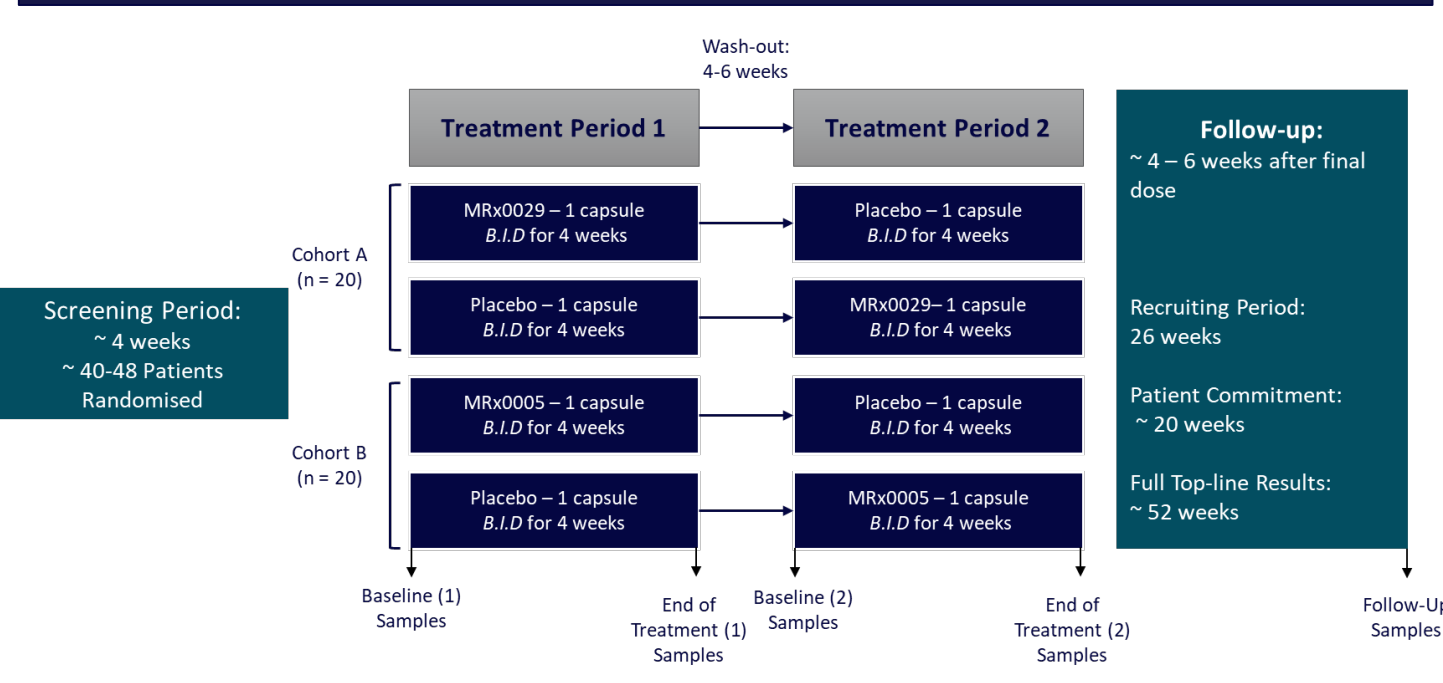 Wash-out:
4-6 weeks
Treatment Period 1
Treatment Period 2
Screening Period:
~ 4 weeks
~ 40-48 Patients
Randomised
Cohort A
(n = 20)
MRx0029 – 1 capsule
B.I.D for 4 weeks
Placebo – 1 capsule
B.I.D for 4 weeks
Placebo – 1 capsule
B.I.D for 4 weeks
MRx0029– 1 capsule
B.I.D for 4 weeks
Cohort B
(n = 20)
MRx0005 – 1 capsule
B.I.D for 4 weeks
Placebo – 1 capsule
B.I.D for 4 weeks
Placebo – 1 capsule
B.I.D for 4 weeks
MRx0005 – 1 capsule
B.I.D for 4 weeks
Follow-up:
~ 4 – 6 weeks after final
dose
Recruiting Period:
26 weeks
Patient Commitment:
~ 20 weeks
Full Top-line Results:
~ 52 weeks
Baseline (1)
Samples
End of
Treatment (1)
Samples
Baseline (2)
Samples
End of
Treatment (2)
Samples
Follow-Up
Samples